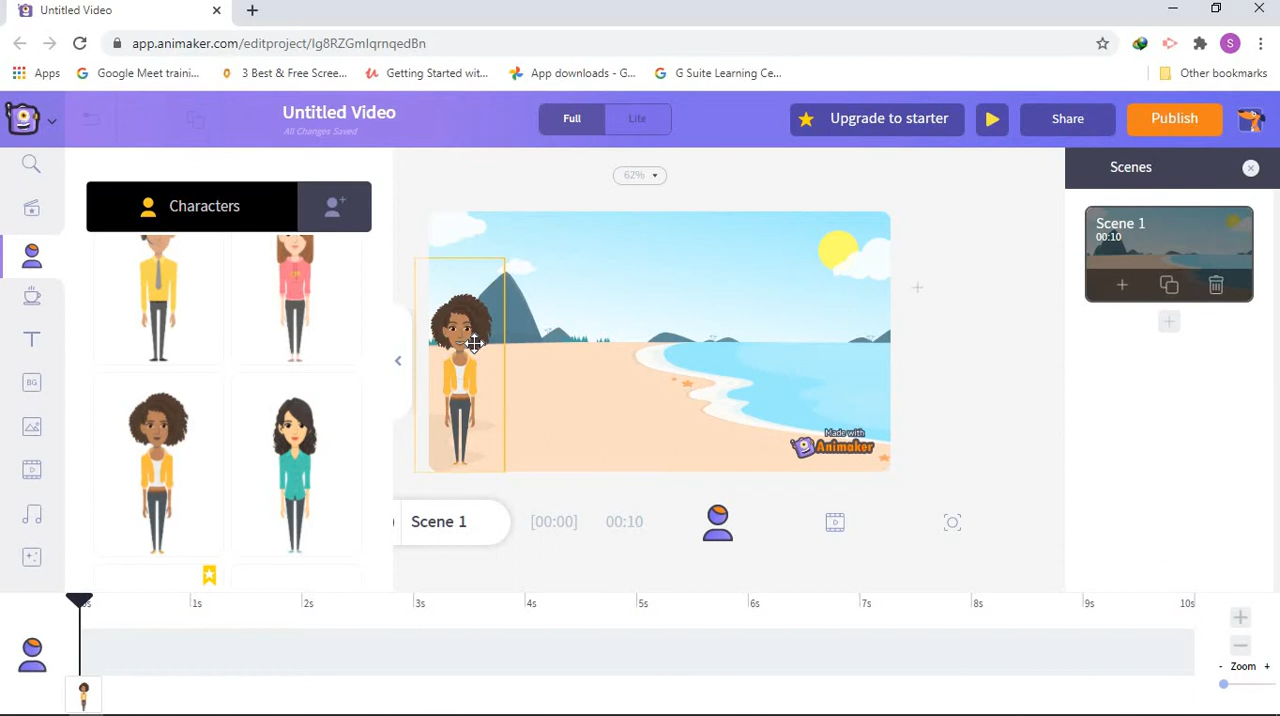 Untitled Video
app.animaker.com/editproject/Ig8RZGmIqrnqedBn
S
Apps
Google Meet traini...
3 Best & Free Scree...
Getting Started wit...
App downloads - G...
G Suite Learning Ce...
Other bookmarks
Untitled Video
All Changes Saved
Full
Lite
Upgrade to starter
Share
Publish
62%
Scenes
Characters
Scene 1
00:10
T
BG
Made with
Animaker
Scene 1
[00:00]
00:10
0s
1s
2s
3s
4s
5s
6s
7s
8s
9s
10s
- Zoom +